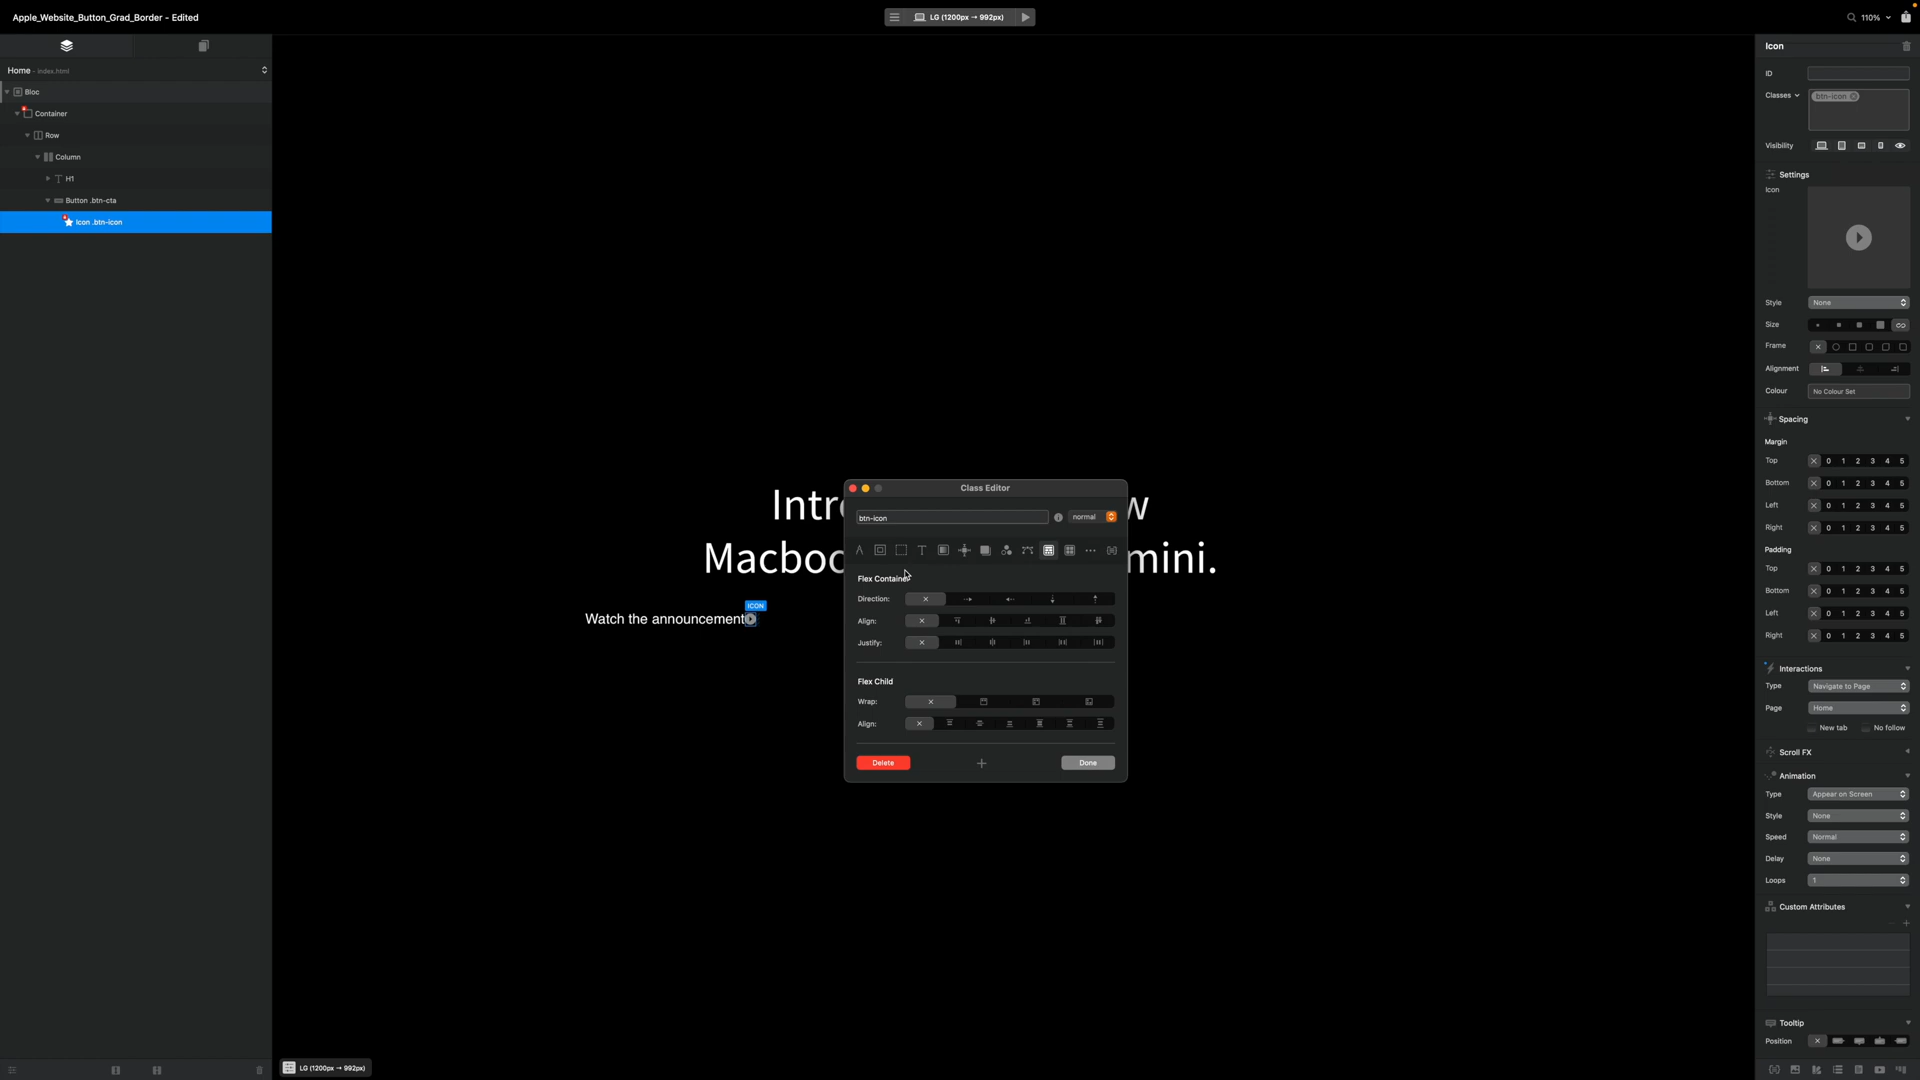 Apple_Website_Button_Grad_Border - Edited
LG (1200px → 992px)
110%
Home - index.html
Bloc
Container
Row
Column
H1
Button .btn-cta
Icon .btn-icon
Watch the announcement
ICON
mini.
Class Editor
btn-icon
normal
Flex Container
Direction:
Align:
Justify:
Flex Child
Wrap:
Align:
Delete
Done
LG (1200px → 992px)
Icon
ID
Classes
btn-icon
Visibility
Settings
Icon
Style
None
Size
Frame
Alignment
Colour
No Colour Set
Spacing
Margin
Top 0 1 2 3 4 5
Bottom 0 1 2 3 4 5
Left 0 1 2 3 4 5
Right 0 1 2 3 4 5
Padding
Top 0 1 2 3 4 5
Bottom 0 1 2 3 4 5
Left 0 1 2 3 4 5
Right 0 1 2 3 4 5
Interactions
Type Navigate to Page
Page Home
New tab No follow
Scroll FX
Animation
Type Appear on Screen
Style None
Speed Normal
Delay None
Loops 1
Custom Attributes
Tooltip
Position